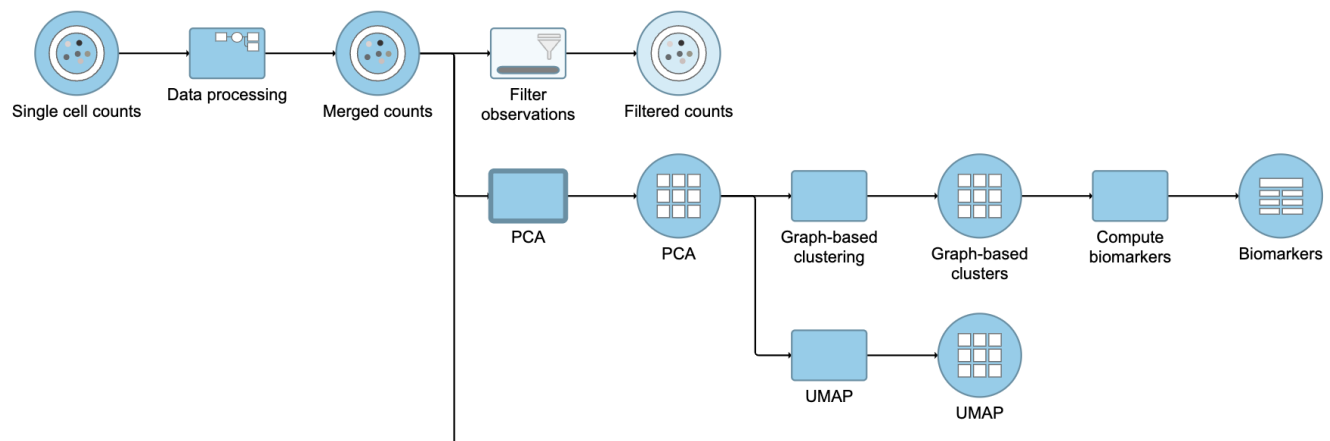 Single cell counts
Data processing
Merged counts
Filter
observations
Filtered counts
PCA
PCA
Graph-based
clustering
Graph-based
clusters
Compute
biomarkers
Biomarkers
UMAP
UMAP